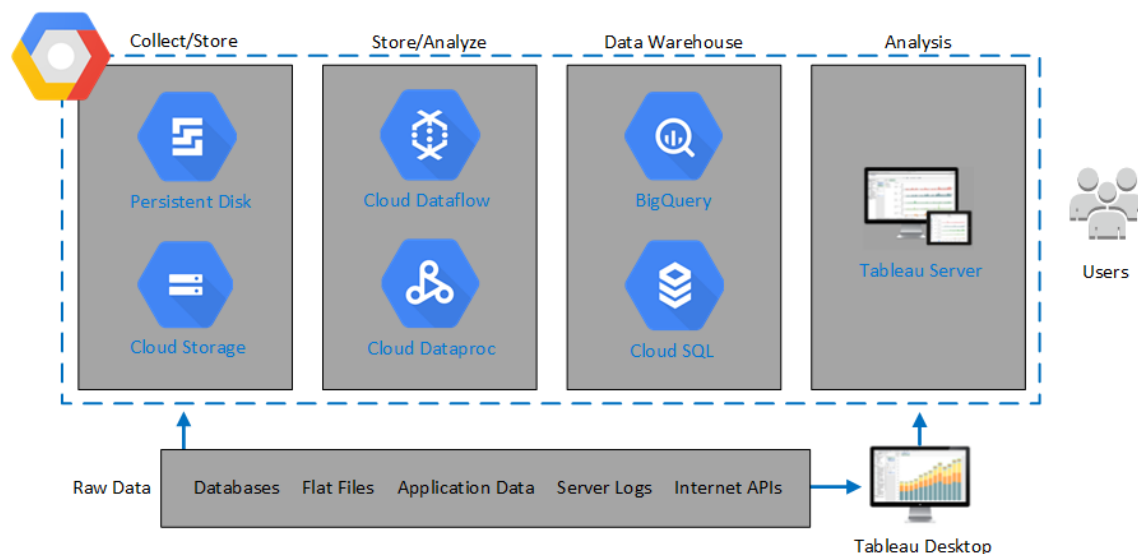 Collect/Store
Store/Analyze
Data Warehouse
Analysis
Persistent Disk
Cloud Dataflow
BigQuery
Tableau Server
Users
Cloud Storage
Cloud Dataproc
Cloud SQL
Raw Data
Databases
Flat Files
Application Data
Server Logs
Internet APIs
Tableau Desktop